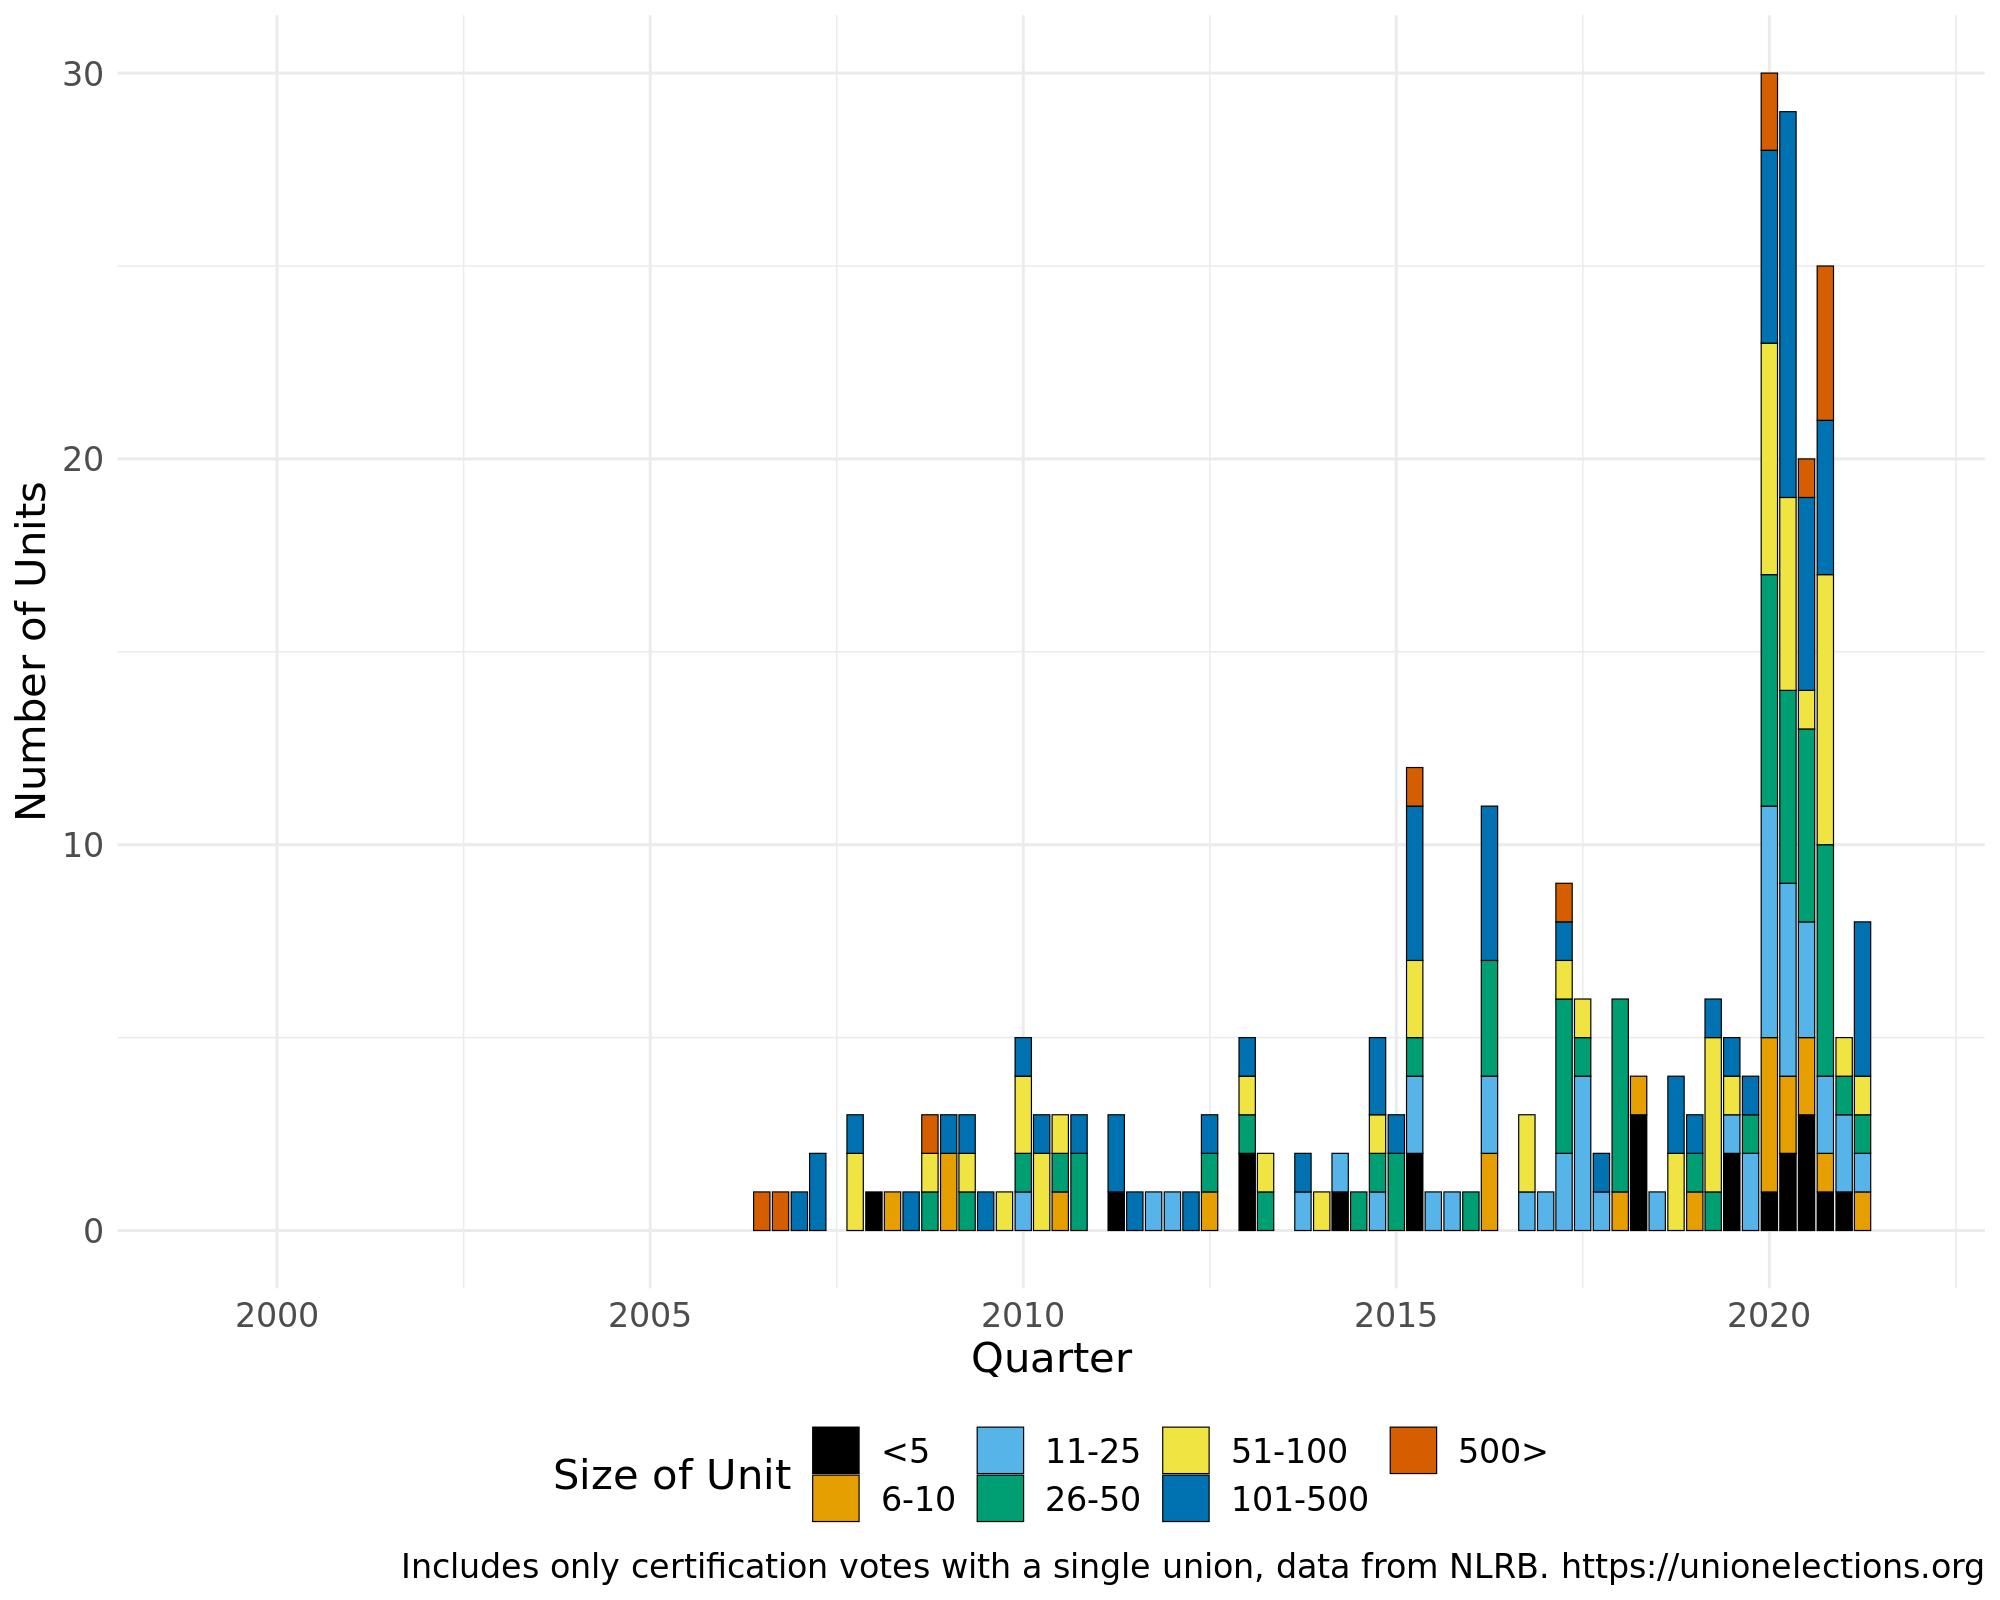 30
20
10
0
Number of Units
2000 2005 2010 2015 2020
Quarter
Size of Unit
<5 11-25 51-100 500>
6-10 26-50 101-500
Includes only certification votes with a single union, data from NLRB. https://unionelections.org